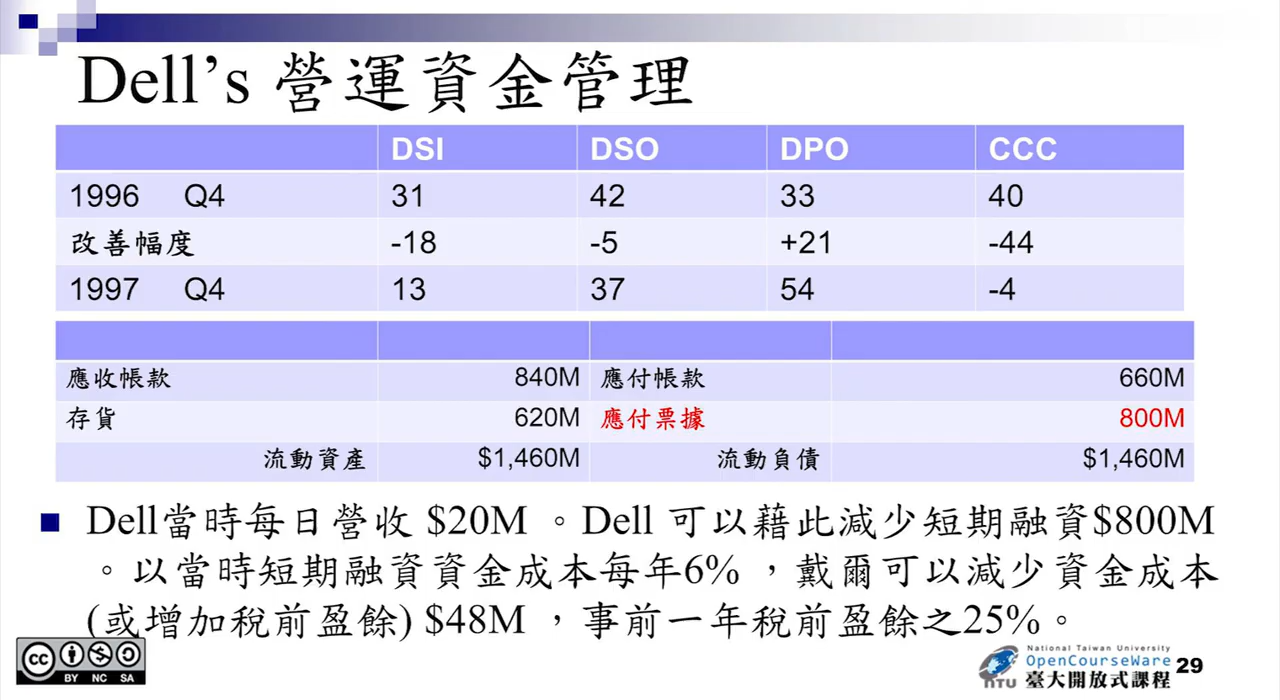 Dell's 營運資金管理
DSI DSO DPO CCC
1996 Q4 31 42 33 40
改善幅度 -18 -5 +21 -44
1997 Q4 13 37 54 -4
應收帳款 840M 應付帳款 660M
存貨 620M 應付票據 800M
流動資產 $1,460M 流動負債 $1,460M
Dell當時每日營收 $20M 。Dell 可以藉此減少短期融資$800M
。以當時短期融資資金成本每年6% ,戴爾可以減少資金成本
(或增加稅前盈餘) $48M ,事前一年稅前盈餘之25%。
cc BY NC SA
National Taiwan University
OpenCourseWare
NTU 臺大開放式課程 29